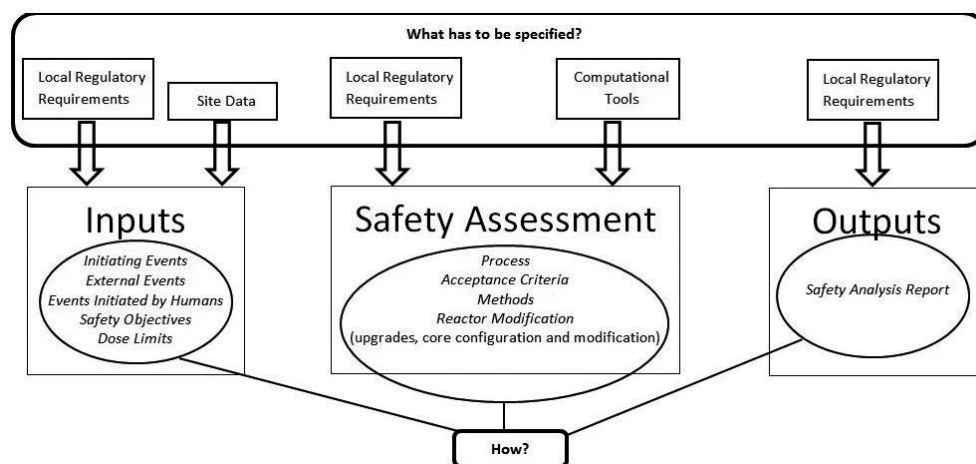 What has to be specified?
Local Regulatory
Requirements
Site Data
Local Regulatory
Requirements
Computational
Tools
Local Regulatory
Requirements
Inputs
Initiating Events
External Events
Events Initiated by Humans
Safety Objectives
Dose Limits
Safety Assessment
Process
Acceptance Criteria
Methods
Reactor Modification
(upgrades, core configuration and modification)
Outputs
Safety Analysis Report
How?